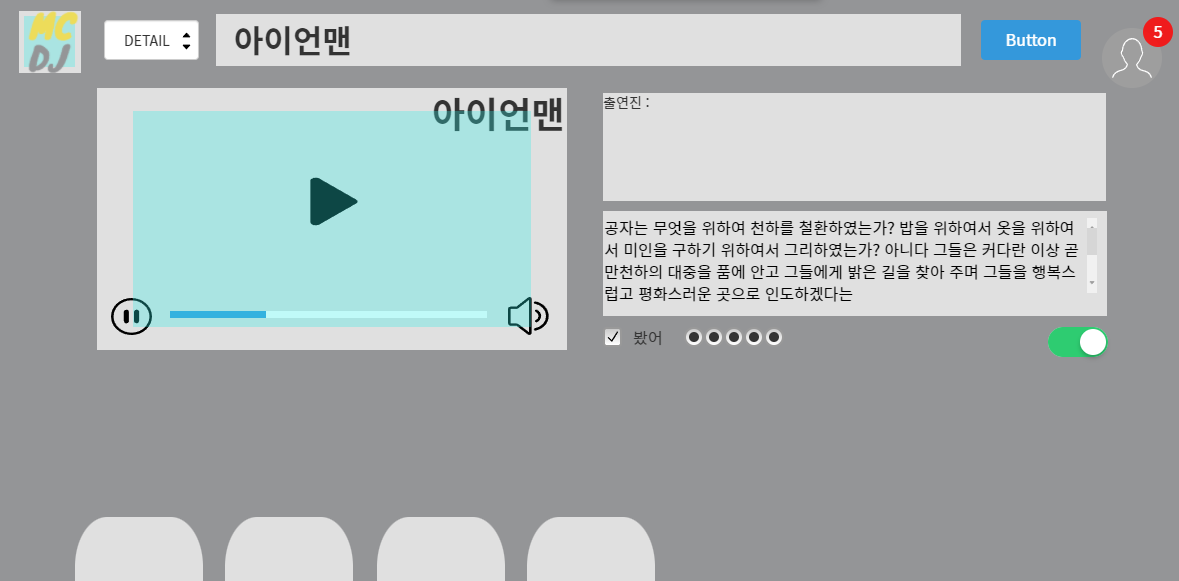 MC
DJ
DETAIL
아이언맨
Button
5
아이언맨
출연진 :
공자는 무엇을 위하여 천하를 철환하였는가? 밥을 위하여서 옷을 위하여
서 미인을 구하기 위하여서 그리하였는가? 아니다 그들은 커다란 이상 곧
만천하의 대중을 품에 안고 그들에게 밝은 길을 찾아 주며 그들을 행복스
럽고 평화스러운 곳으로 인도하겠다는
봤어